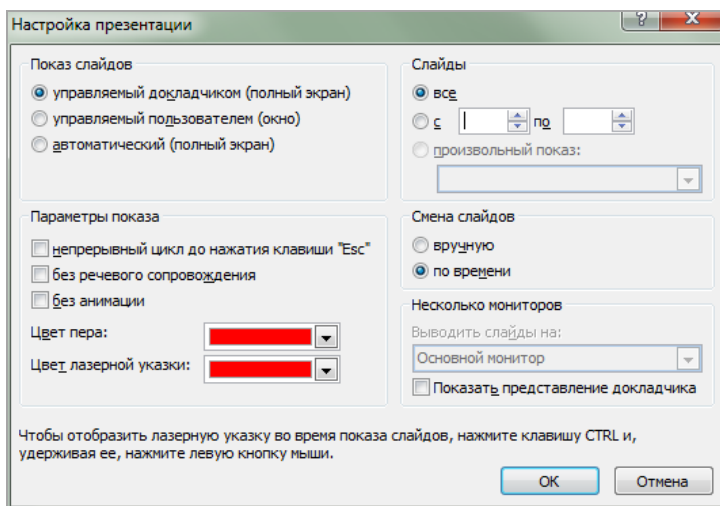 Настройка презентации
Показ слайдов
управляемый докладчиком (полный экран)
управляемый пользователем (окно)
автоматический (полный экран)
Слайды
все
с по
произвольный показ:
Параметры показа
непрерывный цикл до нажатия клавиши "Esc"
без речевого сопровождения
без анимации
Цвет пера:
Цвет лазерной указки:
Смена слайдов
вручную
по времени
Несколько мониторов
Выводить слайды на:
Основной монитор
Показать представление докладчика
Чтобы отобразить лазерную указку во время показа слайдов, нажмите клавишу CTRL и,
удерживая ее, нажмите левую кнопку мыши.
ОК Отмена